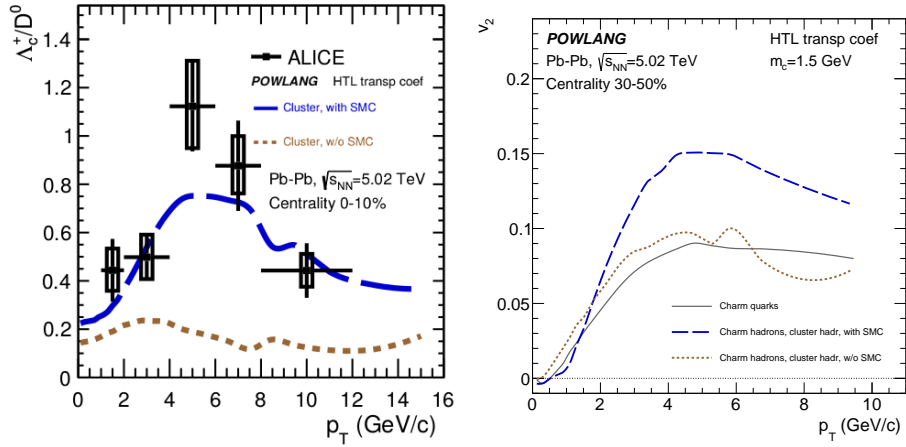 Λc+/D0
1.4
1.2
1
0.8
0.6
0.4
0.2
0
ALICE
POWLANG HTL transp coef
Cluster, with SMC
Cluster, w/o SMC
Pb-Pb, √sNN=5.02 TeV
Centrality 0-10%
0 2 4 6 8 10 12 14 16
pT (GeV/c)
v2
0.2
0.15
0.1
0.05
0
POWLANG HTL transp coef
Pb-Pb, √sNN=5.02 TeV mc=1.5 GeV
Centrality 30-50%
Charm quarks
Charm hadrons, cluster hadr, with SMC
Charm hadrons, cluster hadr, w/o SMC
0 2 4 6 8 10
pT (GeV/c)